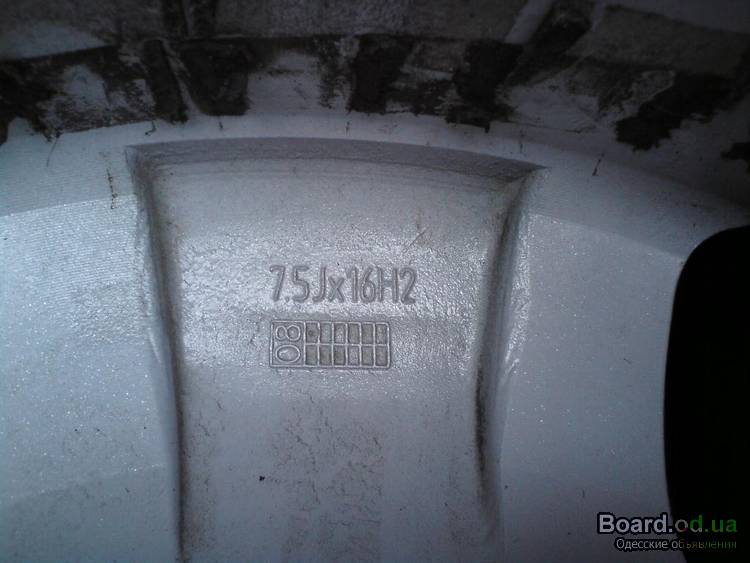 7.5Jx16H2
08
Board.od.ua
Одесские объявления